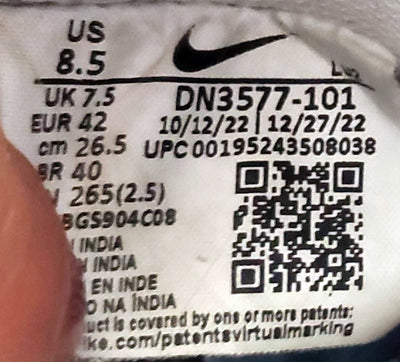 US
8.5
UK 7.5
DN3577-101
EUR 42
10/12/22 | 12/27/22
cm 26.5
UPC 00195243508038
BR 40
265(2.5)
BGS904C08
INDIA
INDIA
EN INDE
NA ÍNDIA
uct is covered by one or more patents:
ke.com/patentsvirtualmarking